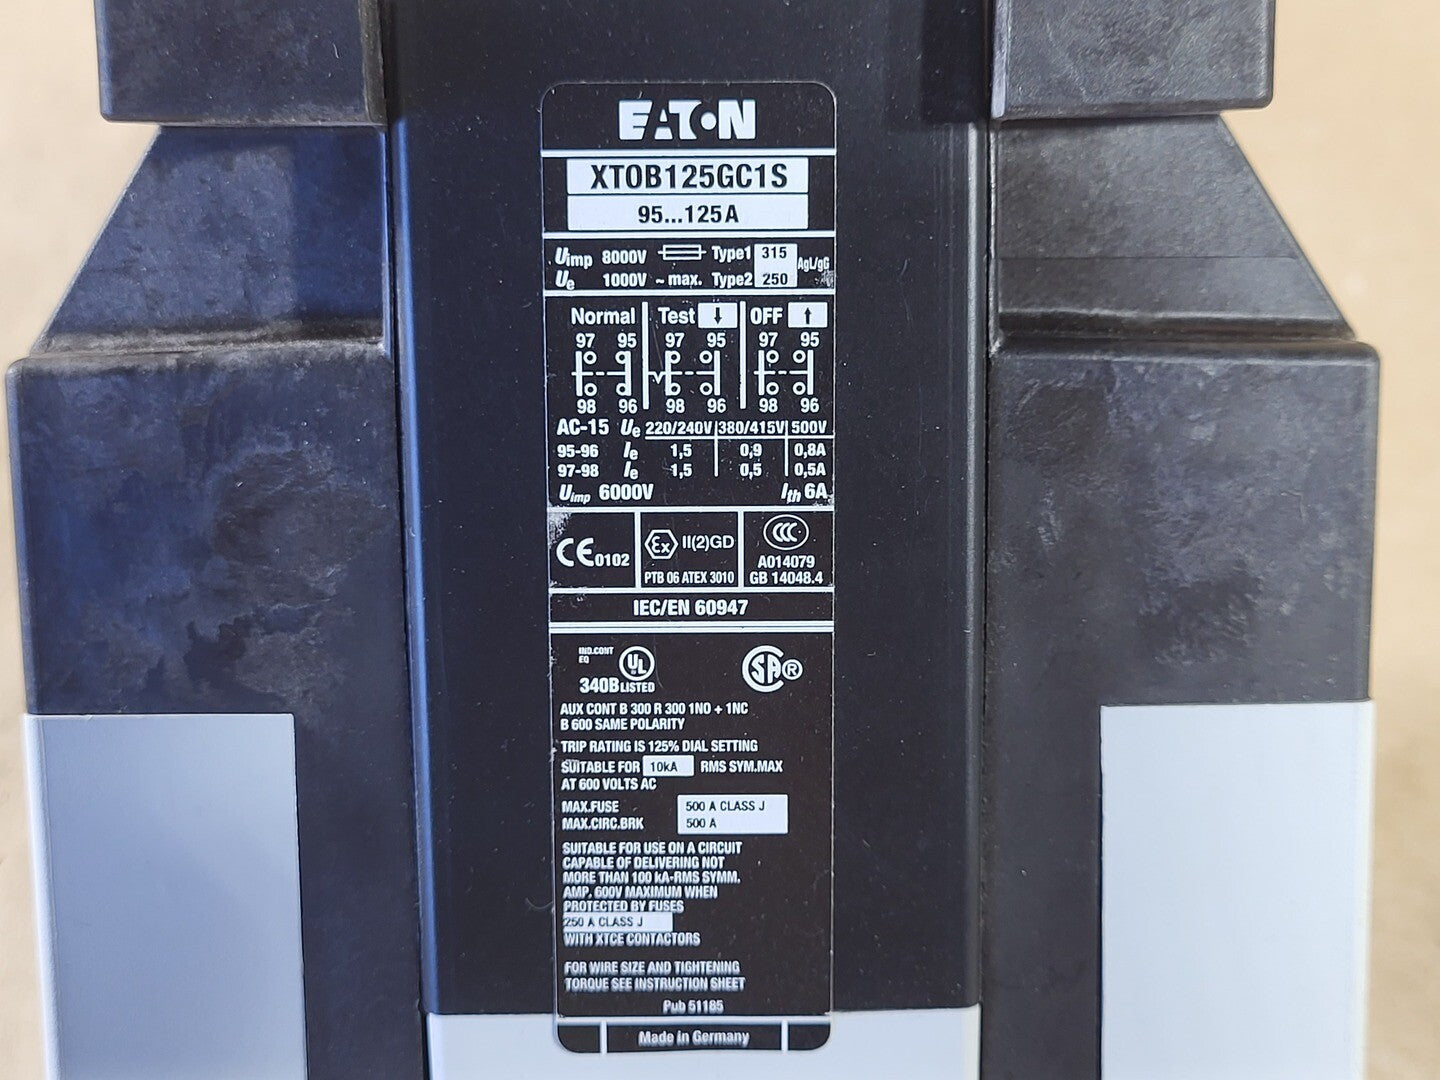 EATON
XTOB125GC1S
95...125A
Uimp 8000V Type1 315 AgL/gG
Ue 1000V ~ max. Type2 250
Normal Test ↓ OFF ↑
97 95 97 95 97 95
98 96 98 96 98 96
AC-15 Ue 220/240V 380/415V 500V
95-96 Ie 1,5 0,9 0,8A
97-98 Ie 1,5 0,5 0,5A
Uimp 6000V Ith 6A
CE0102
Ex II(2)GD
PTB 06 ATEX 3010
CCC
A014079
GB 14048.4
IEC/EN 60947
IND.CONT
EQ
UL
340B LISTED
SA ®
AUX CONT B 300 R 300 1NO + 1NC
B 600 SAME POLARITY
TRIP RATING IS 125% DIAL SETTING
SUITABLE FOR 10kA RMS SYM.MAX
AT 600 VOLTS AC
MAX.FUSE 500 A CLASS J
MAX.CIRC.BRK 500 A
SUITABLE FOR USE ON A CIRCUIT
CAPABLE OF DELIVERING NOT
MORE THAN 100 kA-RMS SYMM.
AMP, 600V MAXIMUM WHEN
PROTECTED BY FUSES
250 A CLASS J
WITH XTCE CONTACTORS
FOR WIRE SIZE AND TIGHTENING
TORQUE SEE INSTRUCTION SHEET
Pub 51185
Made in Germany